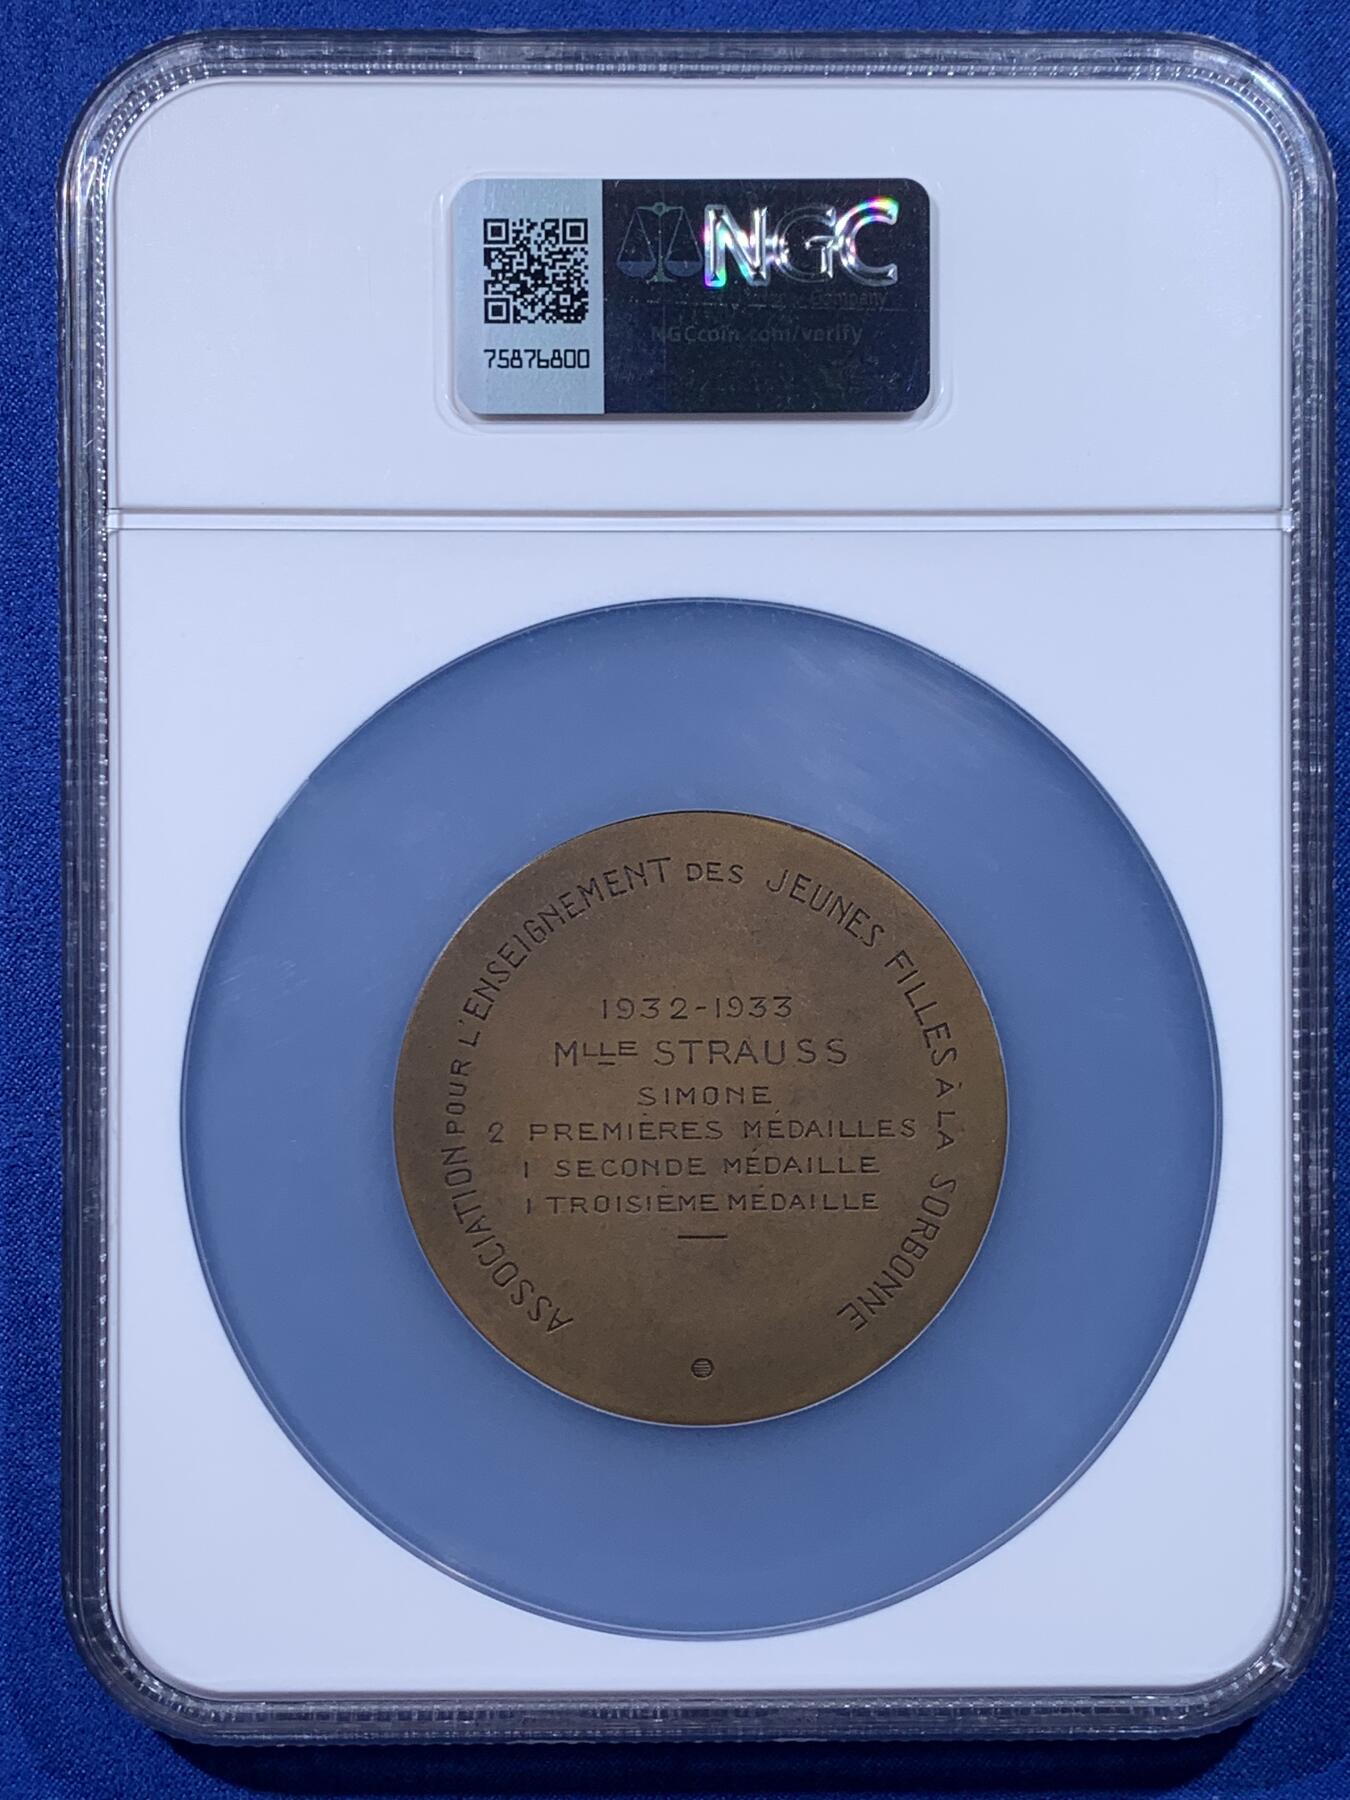 NGC
Company
NGCcoin.com/verify
75876800
ASSOCIATION POUR L'ENSEIGNEMENT DES JEUNES FILLES À LA SORBONNE
1932-1933
MLLE STRAUSS
SIMONE
2 PREMIÈRES MÉDAILLES
1 SECONDE MÉDAILLE
1 TROISIÈME MÉDAILLE